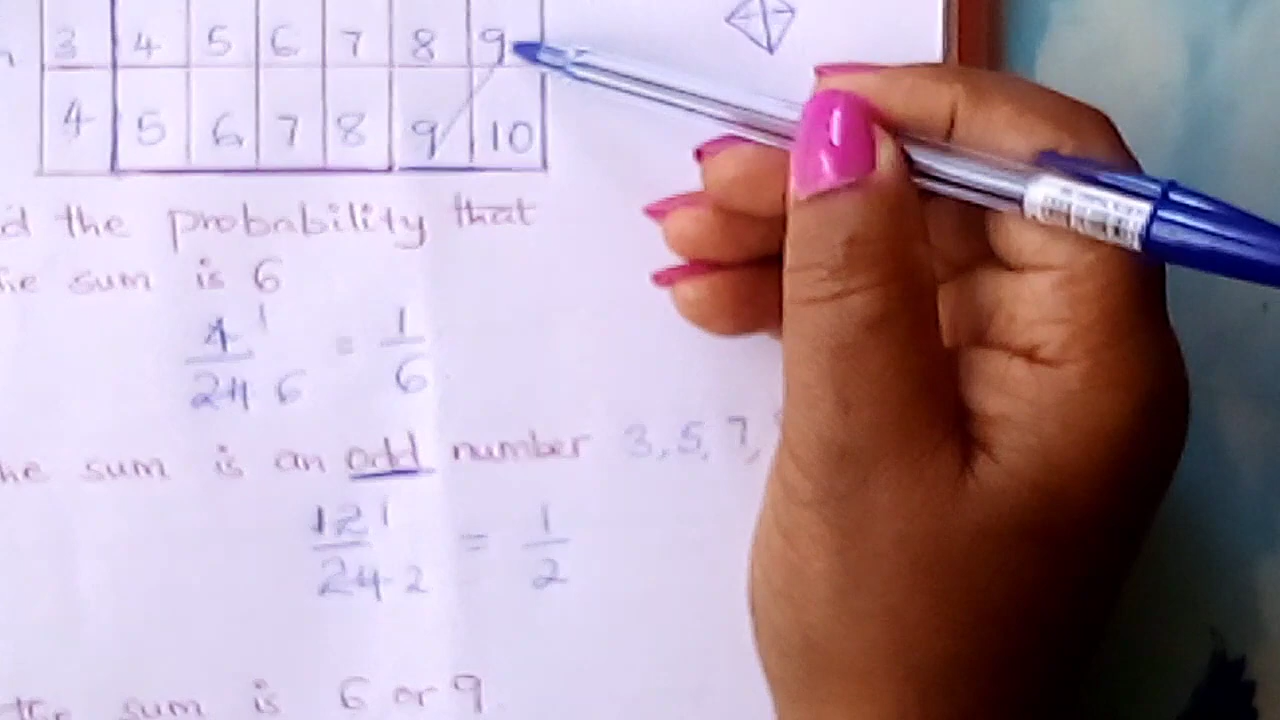 3 4 5 6 7 8 9
4 5 6 7 8 9 10
the probability that
sum is 6
4 1 / 24 6 = 1 / 6
sum is an odd number 3, 5, 7,
12 1 / 24 2 = 1 / 2
the sum is 6 or 9